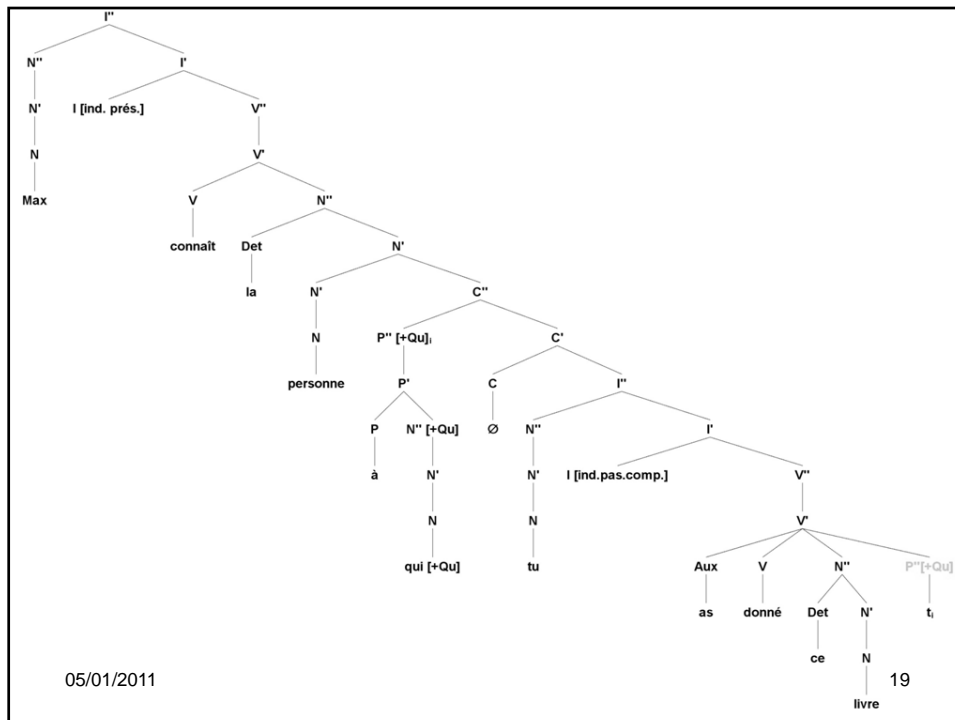 I"
N" I'
N' I [ind. prés.] V"
N V'
Max V N"
connaît Det N'
la N' C"
N P" [+Qu]ᵢ C'
personne P' C I"
P N" [+Qu] Ø N" I'
à N' N' I [ind.pas.comp.] V"
N N V'
qui [+Qu] tu Aux V N" P"[+Qu]
as donné Det N' tᵢ
ce N
livre
05/01/2011 19